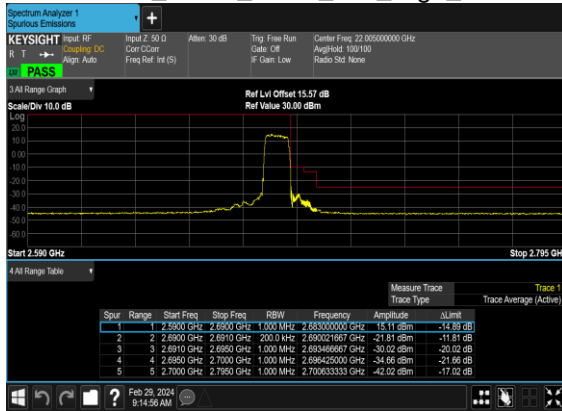 Spectrum Analyzer 1
Spurious Emissions
+
KEYSIGHT
R T
LXI PASS
Input: RF
Coupling: DC
Align: Auto
Input Z: 50 Ω
Corr CCorr
Freq Ref: Int (S)
Atten: 30 dB
Trig: Free Run
Gate: Off
IF Gain: Low
Center Freq: 22.005000000 GHz
Avg|Hold: 100/100
Radio Std: None
3 All Range Graph
Scale/Div 10.0 dB
Ref Lvl Offset 15.57 dB
Ref Value 30.00 dBm
Log
20.0
10.0
0.00
-10.0
-20.0
-30.0
-40.0
-50.0
-60.0
Start 2.590 GHz
Stop 2.795 GH
4 All Range Table
Measure Trace Trace 1
Trace Type Trace Average (Active)
Spur Range Start Freq Stop Freq RBW Frequency Amplitude ΔLimit
1 1 2.5900 GHz 2.6900 GHz 1.000 MHz 2.683000000 GHz 15.11 dBm -14.89 dB
2 2 2.6900 GHz 2.6910 GHz 200.0 kHz 2.690021667 GHz -21.81 dBm -11.81 dB
3 3 2.6910 GHz 2.6950 GHz 1.000 MHz 2.693466667 GHz -30.02 dBm -20.02 dB
4 4 2.6950 GHz 2.7000 GHz 1.000 MHz 2.696425000 GHz -34.66 dBm -21.66 dB
5 5 2.7000 GHz 2.7950 GHz 1.000 MHz 2.700633333 GHz -42.02 dBm -17.02 dB
?
Feb 29, 2024
9:14:56 AM